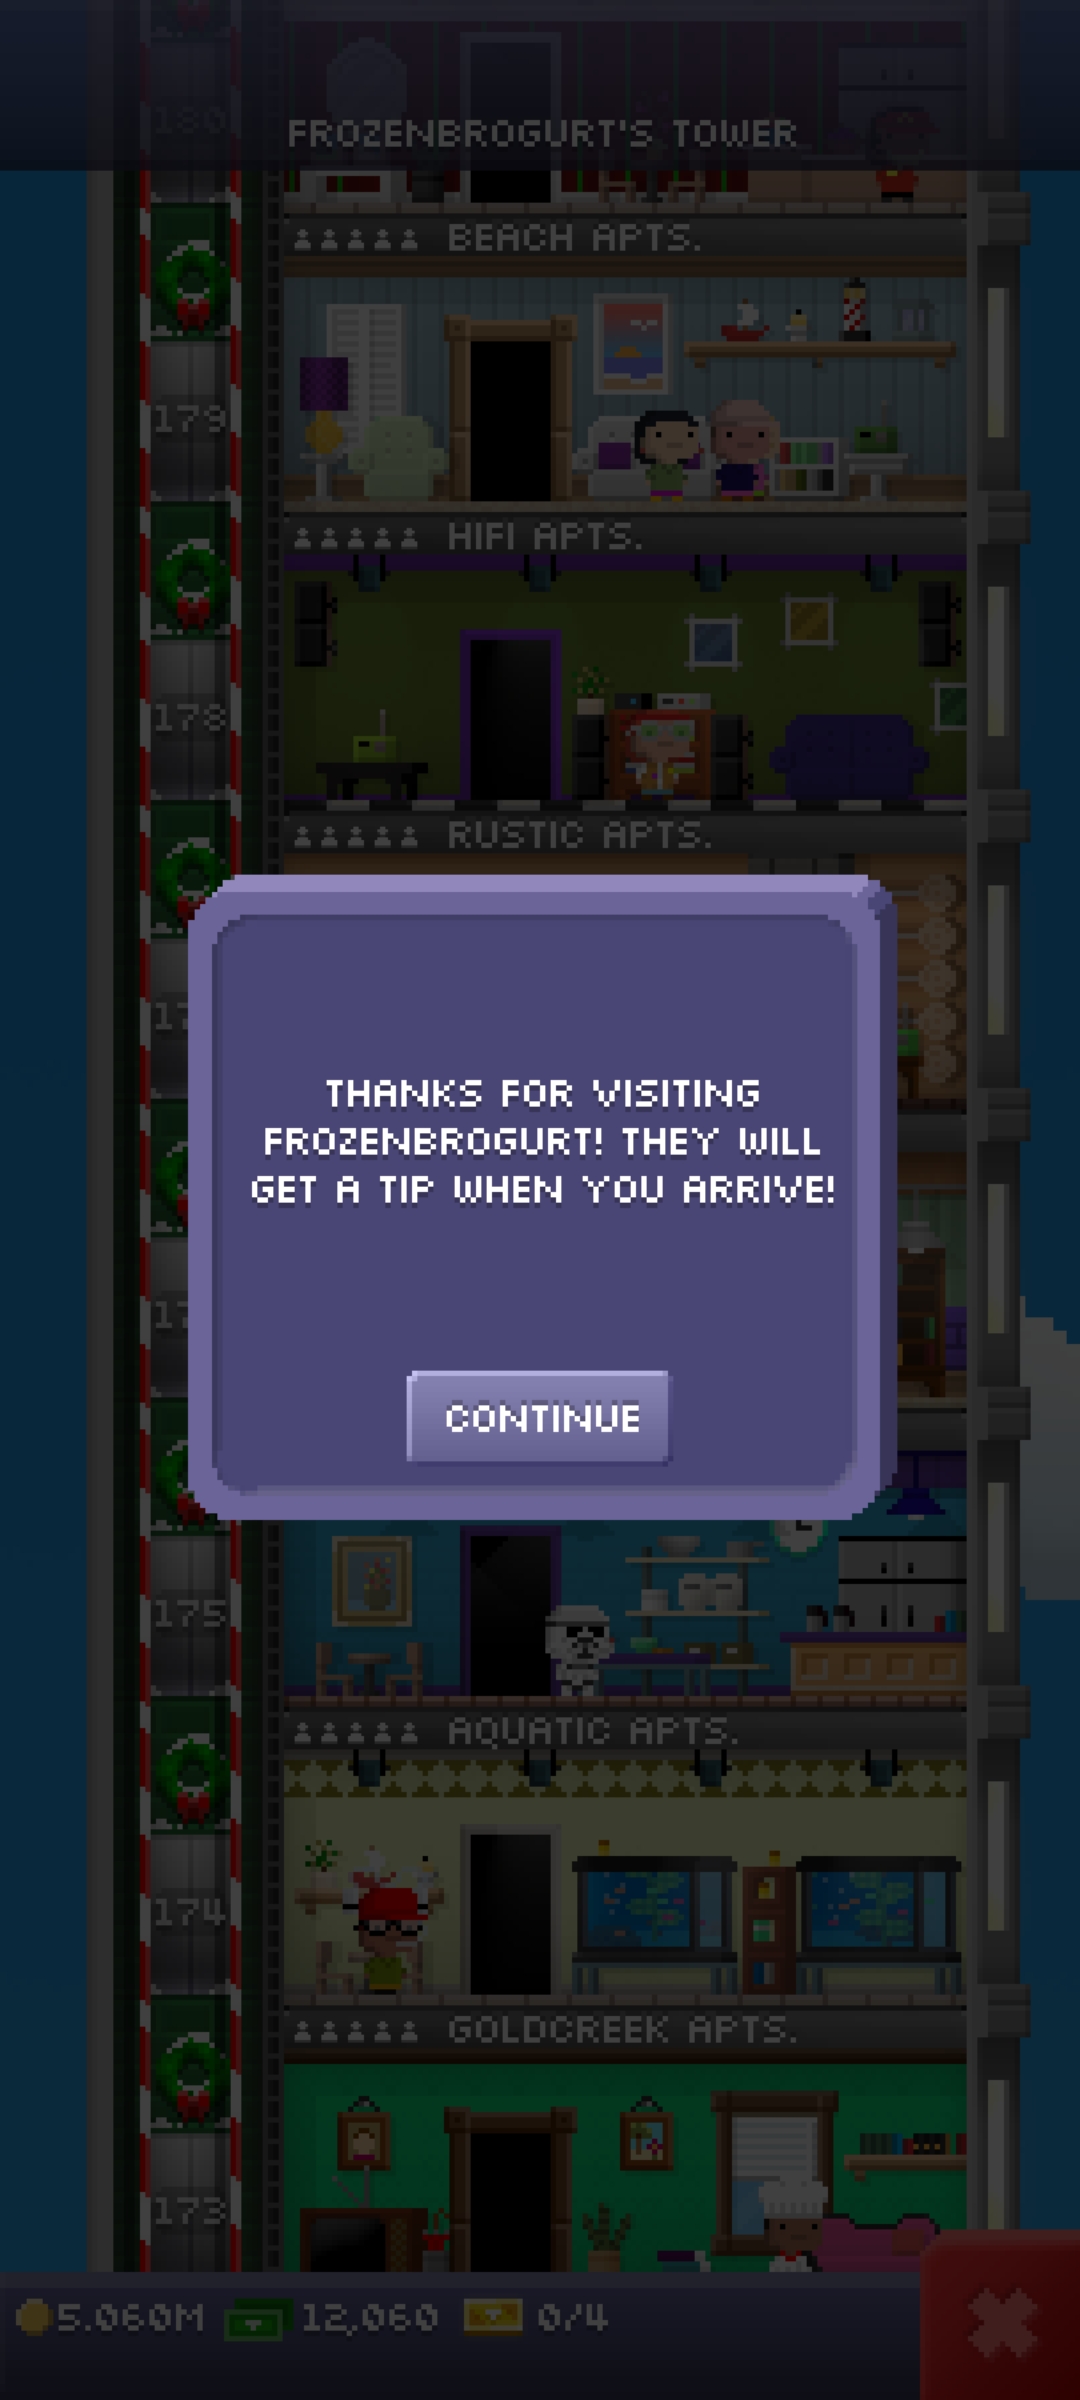 180
FROZENBROGURT'S TOWER
BEACH APTS.
179
HIFI APTS.
178
RUSTIC APTS.
THANKS FOR VISITING
FROZENBROGURT! THEY WILL
GET A TIP WHEN YOU ARRIVE!
CONTINUE
175
AQUATIC APTS.
174
GOLDCREEK APTS.
173
5.060M 12,060 0/4